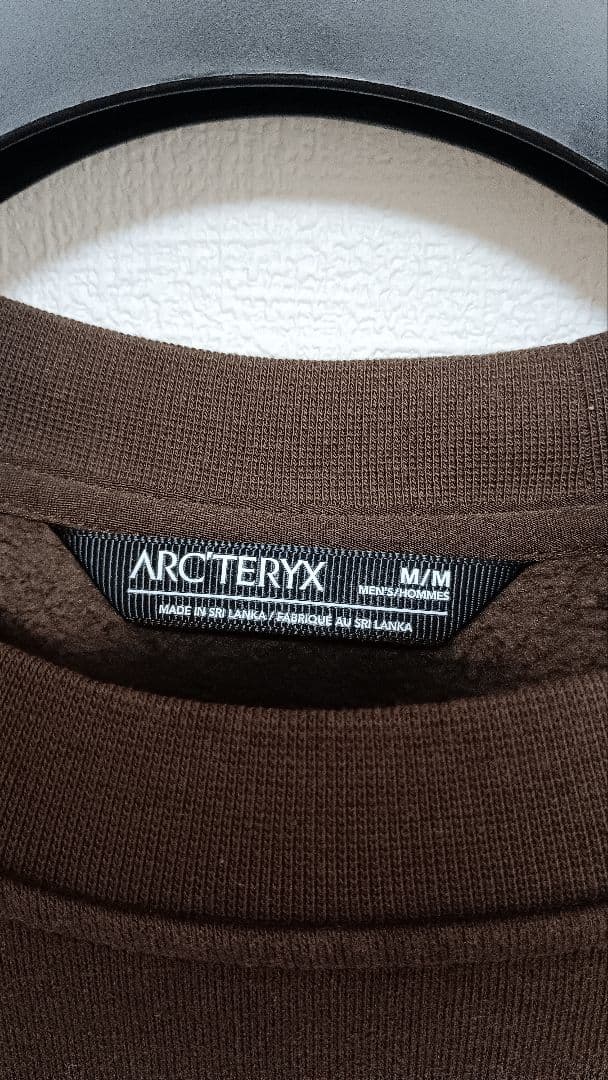 ARC'TERYX
M/M
MEN'S/HOMMES
MADE IN SRI LANKA / FABRIQUÉ AU SRI LANKA